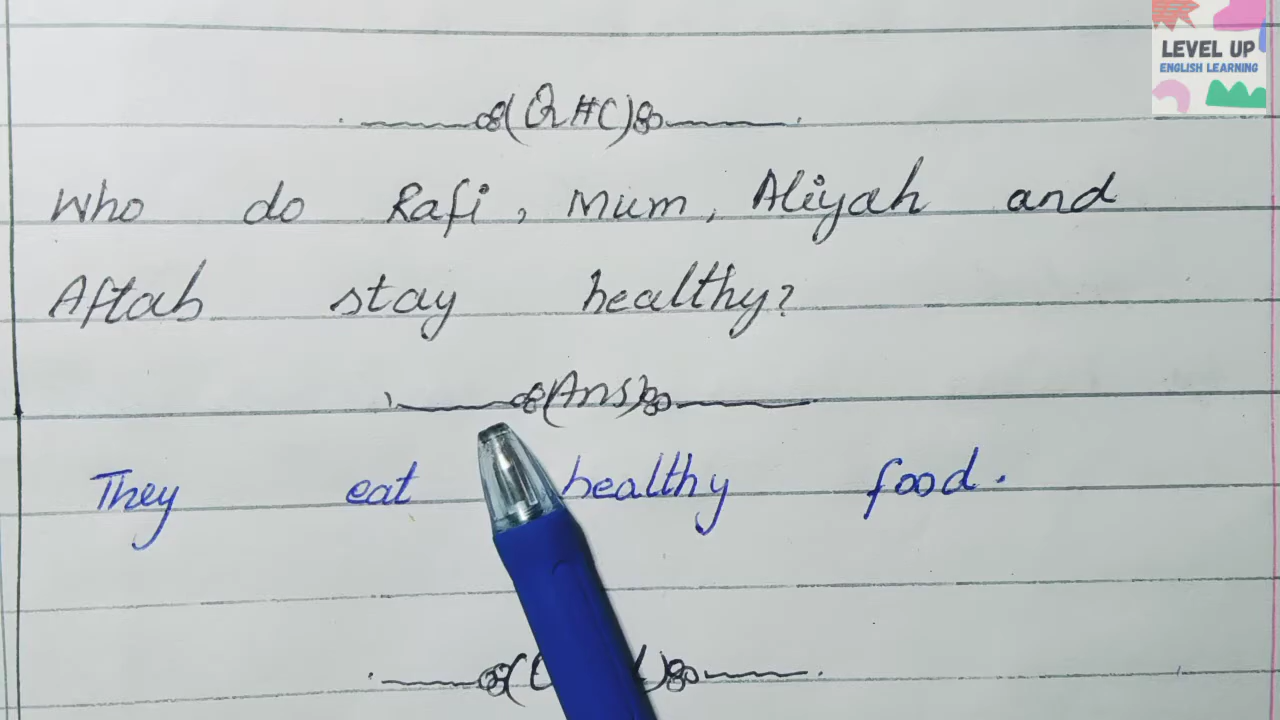 LEVEL UP
ENGLISH LEARNING
(Q#C)
Who do Rafi, Mum, Aliyah and
Aftab stay healthy?
(Ans)
They eat healthy food.